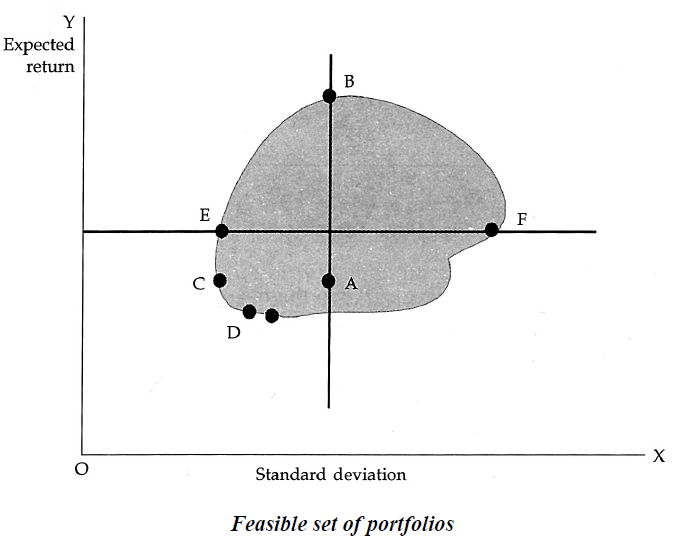 Y
Expected
return
B
E
F
C
A
D
O
Standard deviation
X
Feasible set of portfolios